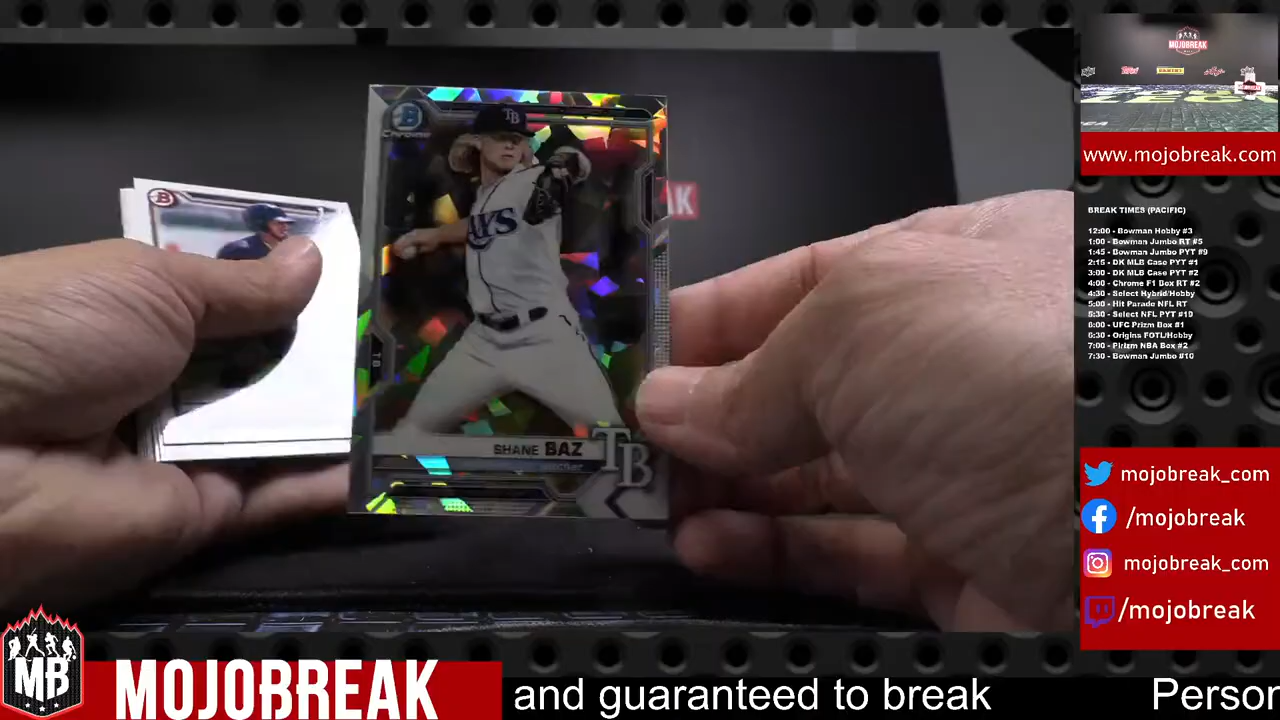 B
Chrome
TB
RAYS
TB
SHANE BAZ
TB
B
MOJOBREAK
www.mojobreak.com
BREAK TIMES (PACIFIC)
12:00 - Bowman Hobby #3
1:00 - Bowman Jumbo RT #5
1:45 - Bowman Jumbo PYT #9
2:15 - DK MLB Case PYT #1
3:00 - DK MLB Case PYT #2
4:00 - Chrome F1 Box RT #2
4:30 - Select Hybrid/Hobby
5:00 - Hit Parade NFL RT
5:30 - Select NFL PYT #10
6:00 - UFC Prizm Box #1
6:30 - Origins FOTL/Hobby
7:00 - Prizm NBA Box #2
7:30 - Bowman Jumbo #10
mojobreak_com
/mojobreak
mojobreak_com
/mojobreak
MB
MOJOBREAK
and guaranteed to break
Person